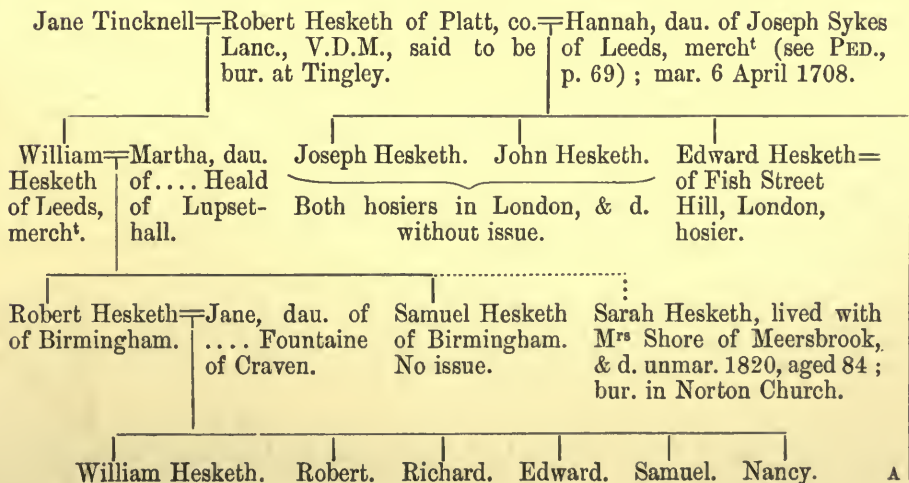 Jane Tincknell=Robert Hesketh of Platt, co.=Hannah, dau. of Joseph Sykes
Lanc., V.D.M., said to be
bur. at Tingley.
of Leeds, mercht (see PED.,
p. 69) ; mar. 6 April 1708.
William=Martha, dau.
Hesketh
of Leeds,
mercht.
of .... Heald
of Lupset-
hall.
Joseph Hesketh. John Hesketh.
Both hosiers in London, & d.
without issue.
Edward Hesketh=
of Fish Street
Hill, London,
hosier.
Robert Hesketh=Jane, dau. of
of Birmingham.
.... Fountaine
of Craven.
Samuel Hesketh
of Birmingham.
No issue.
Sarah Hesketh, lived with
Mrs Shore of Meersbrook,
& d. unmar. 1820, aged 84 ;
bur. in Norton Church.
William Hesketh. Robert. Richard. Edward. Samuel. Nancy. A